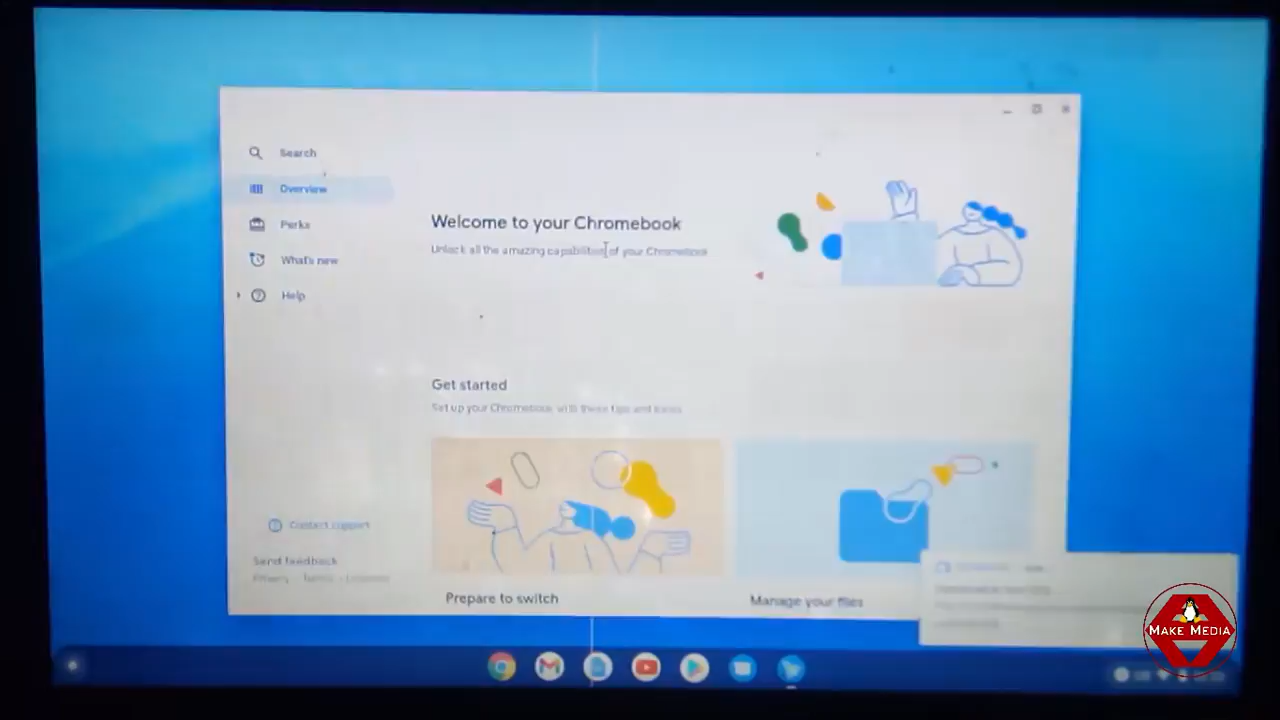 Search
Overview
Perks
What's new
Help
Welcome to your Chromebook
Unlock all the amazing capabilities of your Chromebook
Get started
Set up your Chromebook with these tips and tricks
Prepare to switch
Manage your files
Contact support
Send feedback
Privacy Terms
MAKE MEDIA